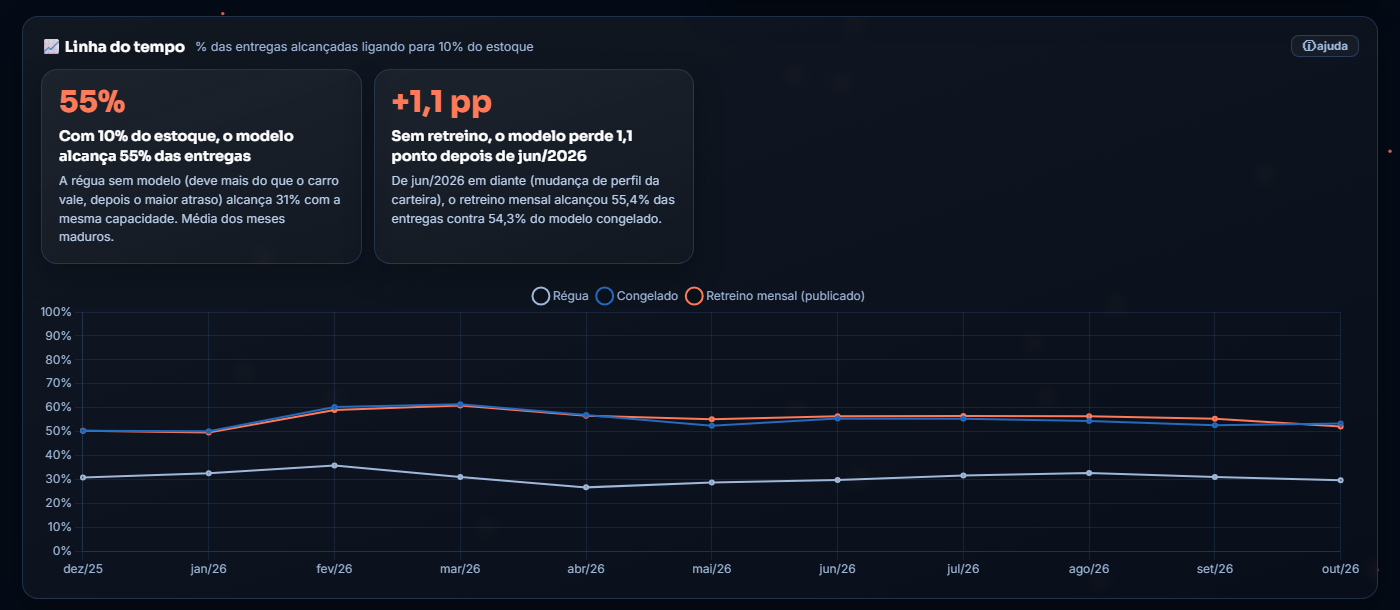 📈 Linha do tempo % das entregas alcançadas ligando para 10% do estoque
ⓘ ajuda
55%
Com 10% do estoque, o modelo
alcança 55% das entregas
A régua sem modelo (deve mais do que o carro
vale, depois o maior atraso) alcança 31% com a
mesma capacidade. Média dos meses
maduros.
+1,1 pp
Sem retreino, o modelo perde 1,1
ponto depois de jun/2026
De jun/2026 em diante (mudança de perfil da
carteira), o retreino mensal alcançou 55,4% das
entregas contra 54,3% do modelo congelado.
Régua Congelado Retreino mensal (publicado)
100%
90%
80%
70%
60%
50%
40%
30%
20%
10%
0%
dez/25 jan/26 fev/26 mar/26 abr/26 mai/26 jun/26 jul/26 ago/26 set/26 out/26